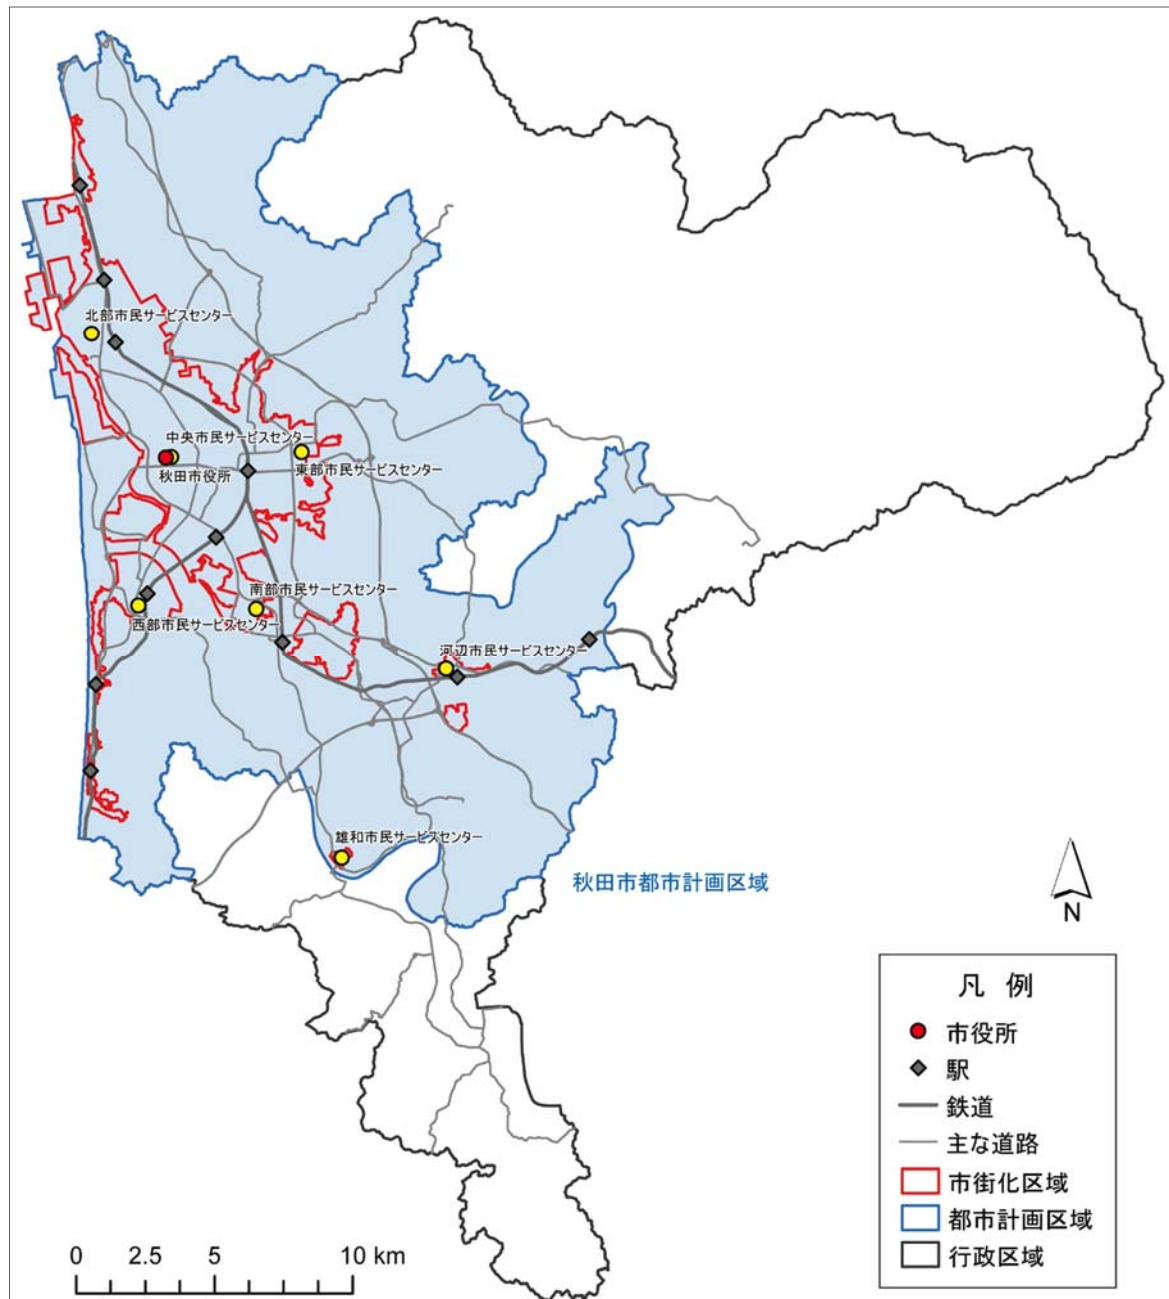 北部市民サービスセンター
中央市民サービスセンター
秋田市役所
東部市民サービスセンター
南部市民サービスセンター
西部市民サービスセンター
河辺市民サービスセンター
雄和市民サービスセンター
秋田市都市計画区域
N
凡 例
市役所
駅
鉄道
主な道路
市街化区域
都市計画区域
行政区域
0 2.5 5 10 km